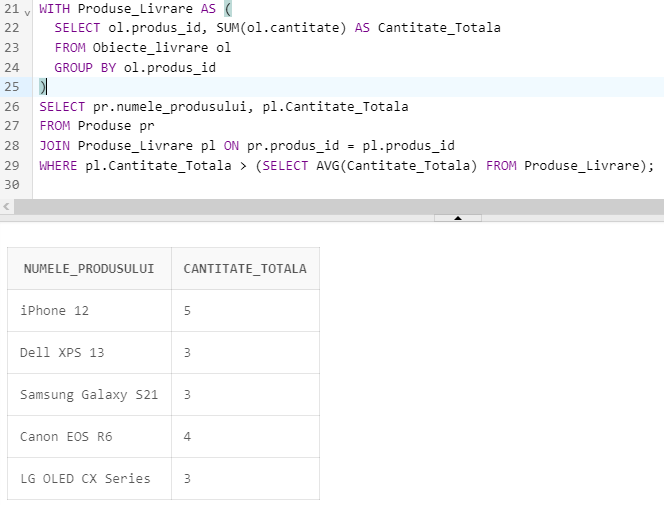 21 WITH Produse_Livrare AS (
22 SELECT ol.produs_id, SUM(ol.cantitate) AS Cantitate_Totala
23 FROM Obiecte_livrare ol
24 GROUP BY ol.produs_id
25 )
26 SELECT pr.numele_produsului, pl.Cantitate_Totala
27 FROM Produse pr
28 JOIN Produse_Livrare pl ON pr.produs_id = pl.produs_id
29 WHERE pl.Cantitate_Totala > (SELECT AVG(Cantitate_Totala) FROM Produse_Livrare);
30
NUMELE_PRODUSULUI CANTITATE_TOTALA
iPhone 12 5
Dell XPS 13 3
Samsung Galaxy S21 3
Canon EOS R6 4
LG OLED CX Series 3